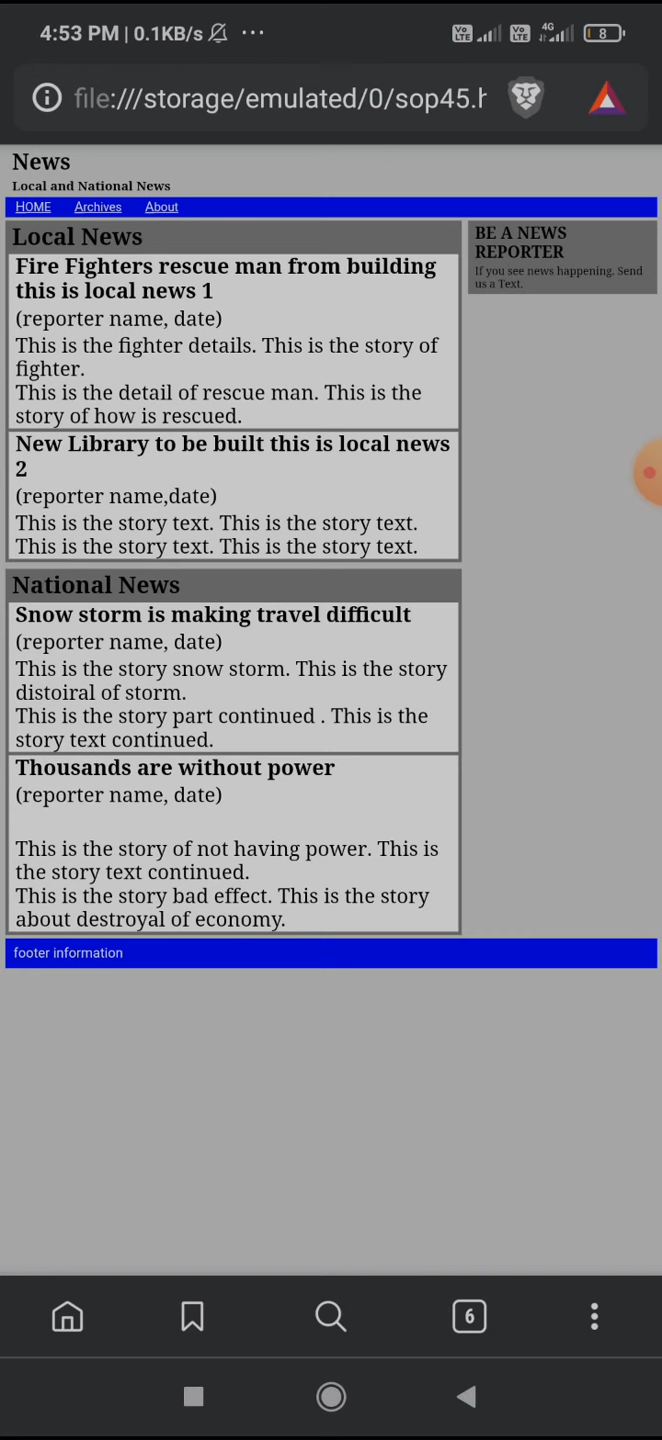 4:53 PM | 0.1KB/s
Vo LTE Vo LTE 4G 8
file:///storage/emulated/0/sop45.h
News
Local and National News
HOME Archives About
Local News
Fire Fighters rescue man from building
this is local news 1
(reporter name, date)
This is the fighter details. This is the story of
fighter.
This is the detail of rescue man. This is the
story of how is rescued.
New Library to be built this is local news
2
(reporter name,date)
This is the story text. This is the story text.
This is the story text. This is the story text.
National News
Snow storm is making travel difficult
(reporter name, date)
This is the story snow storm. This is the story
distoiral of storm.
This is the story part continued . This is the
story text continued.
Thousands are without power
(reporter name, date)
This is the story of not having power. This is
the story text continued.
This is the story bad effect. This is the story
about destroyal of economy.
BE A NEWS
REPORTER
If you see news happening. Send
us a Text.
footer information
6